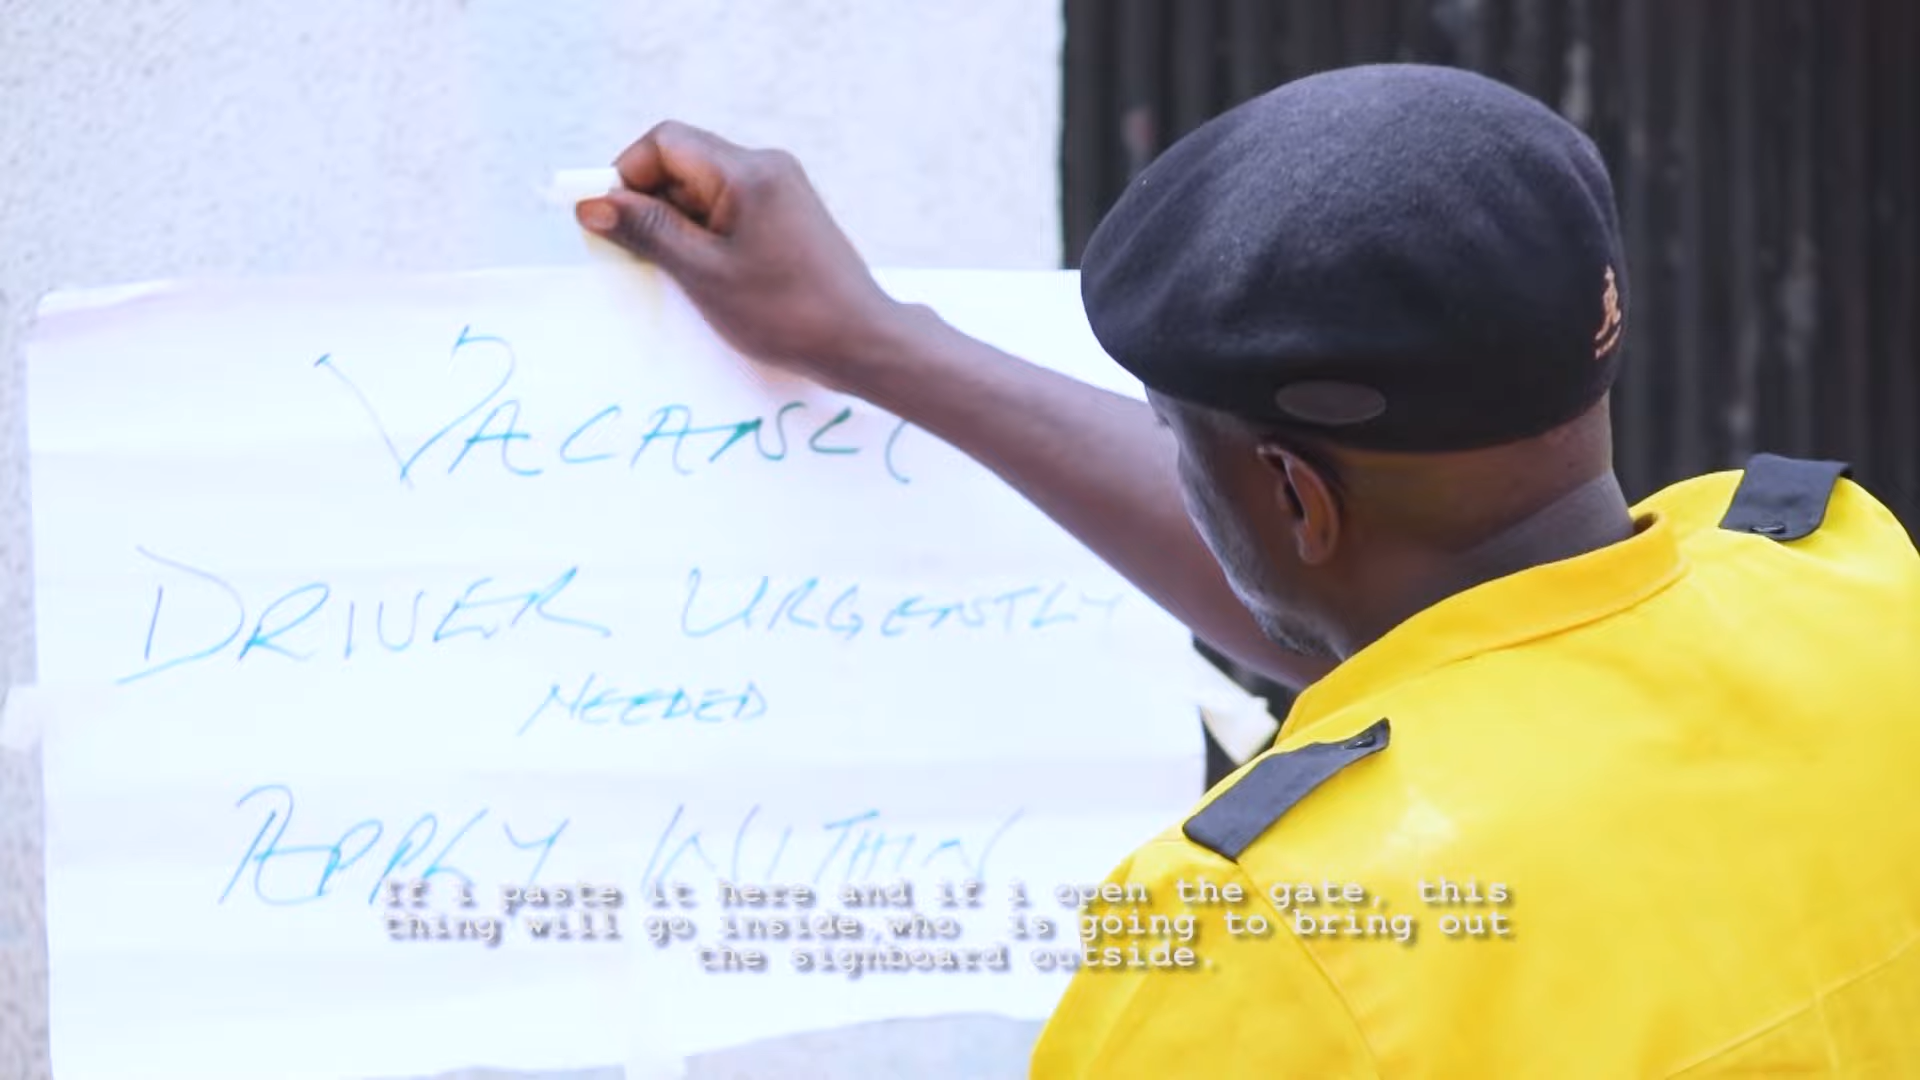 VACANCY
DRIVER URGENTLY
NEEDED
APPLY WITHIN
If i paste it here and if i open the gate, this
thing will go inside,who is going to bring out
the signboard outside.